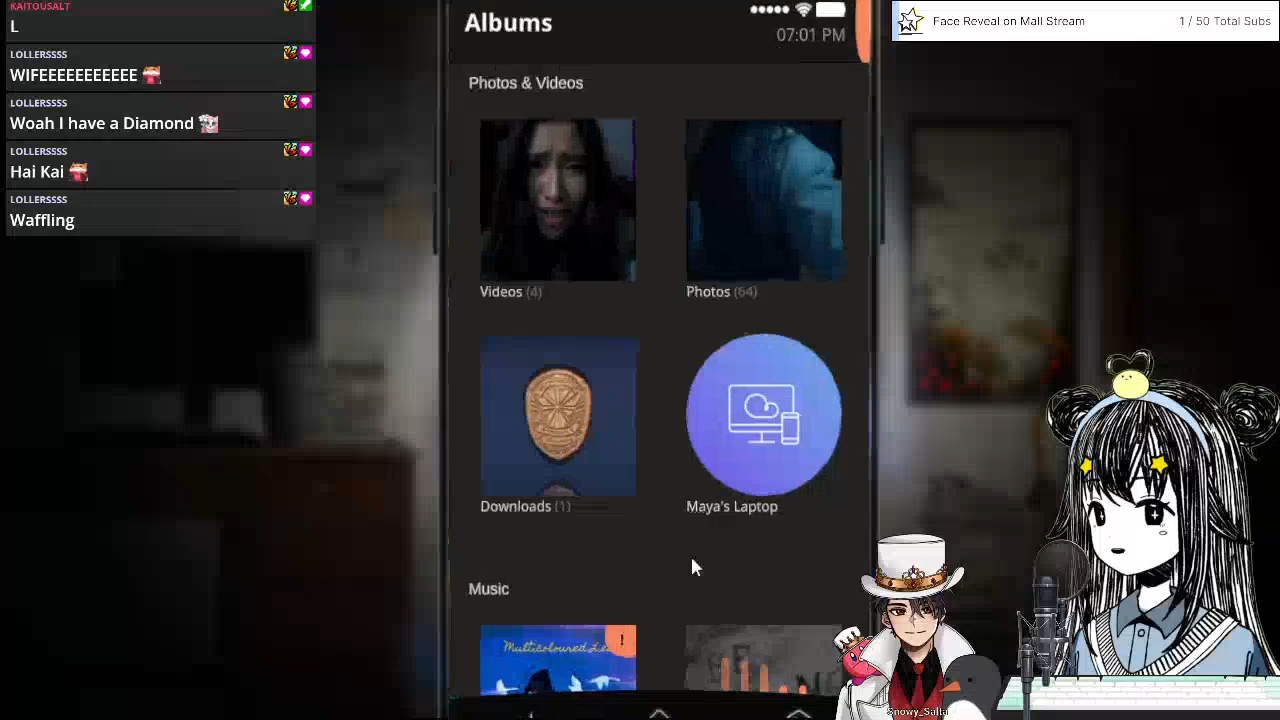 KAITOUSALT
L
LOLLERSSSS
WIFEEEEEEEEEEE
LOLLERSSSS
Woah I have a Diamond
LOLLERSSSS
Hai Kai
LOLLERSSSS
Waffling
Albums
07:01 PM
Photos & Videos
Videos (4)
Photos (64)
Downloads (1)
Maya's Laptop
Music
!
Face Reveal on Mall Stream
1 / 50 Total Subs